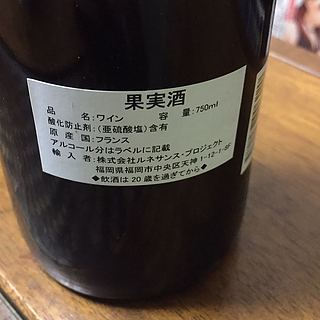 果実酒
品 名:ワイン 容 量:750ml
酸化防止剤:(亜硫酸塩)含有
原 産 国:フランス
アルコール分はラベルに記載
輸 入 者:株式会社ルネサンス・プロジェクト
福岡県福岡市中央区天神1-12-1-6F
◆飲酒は20歳を過ぎてから◆